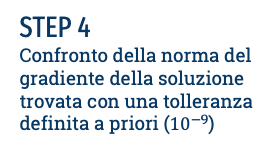 STEP 4
Confronto della norma del
gradiente della soluzione
trovata con una tolleranza
definita a priori (10⁻⁹)